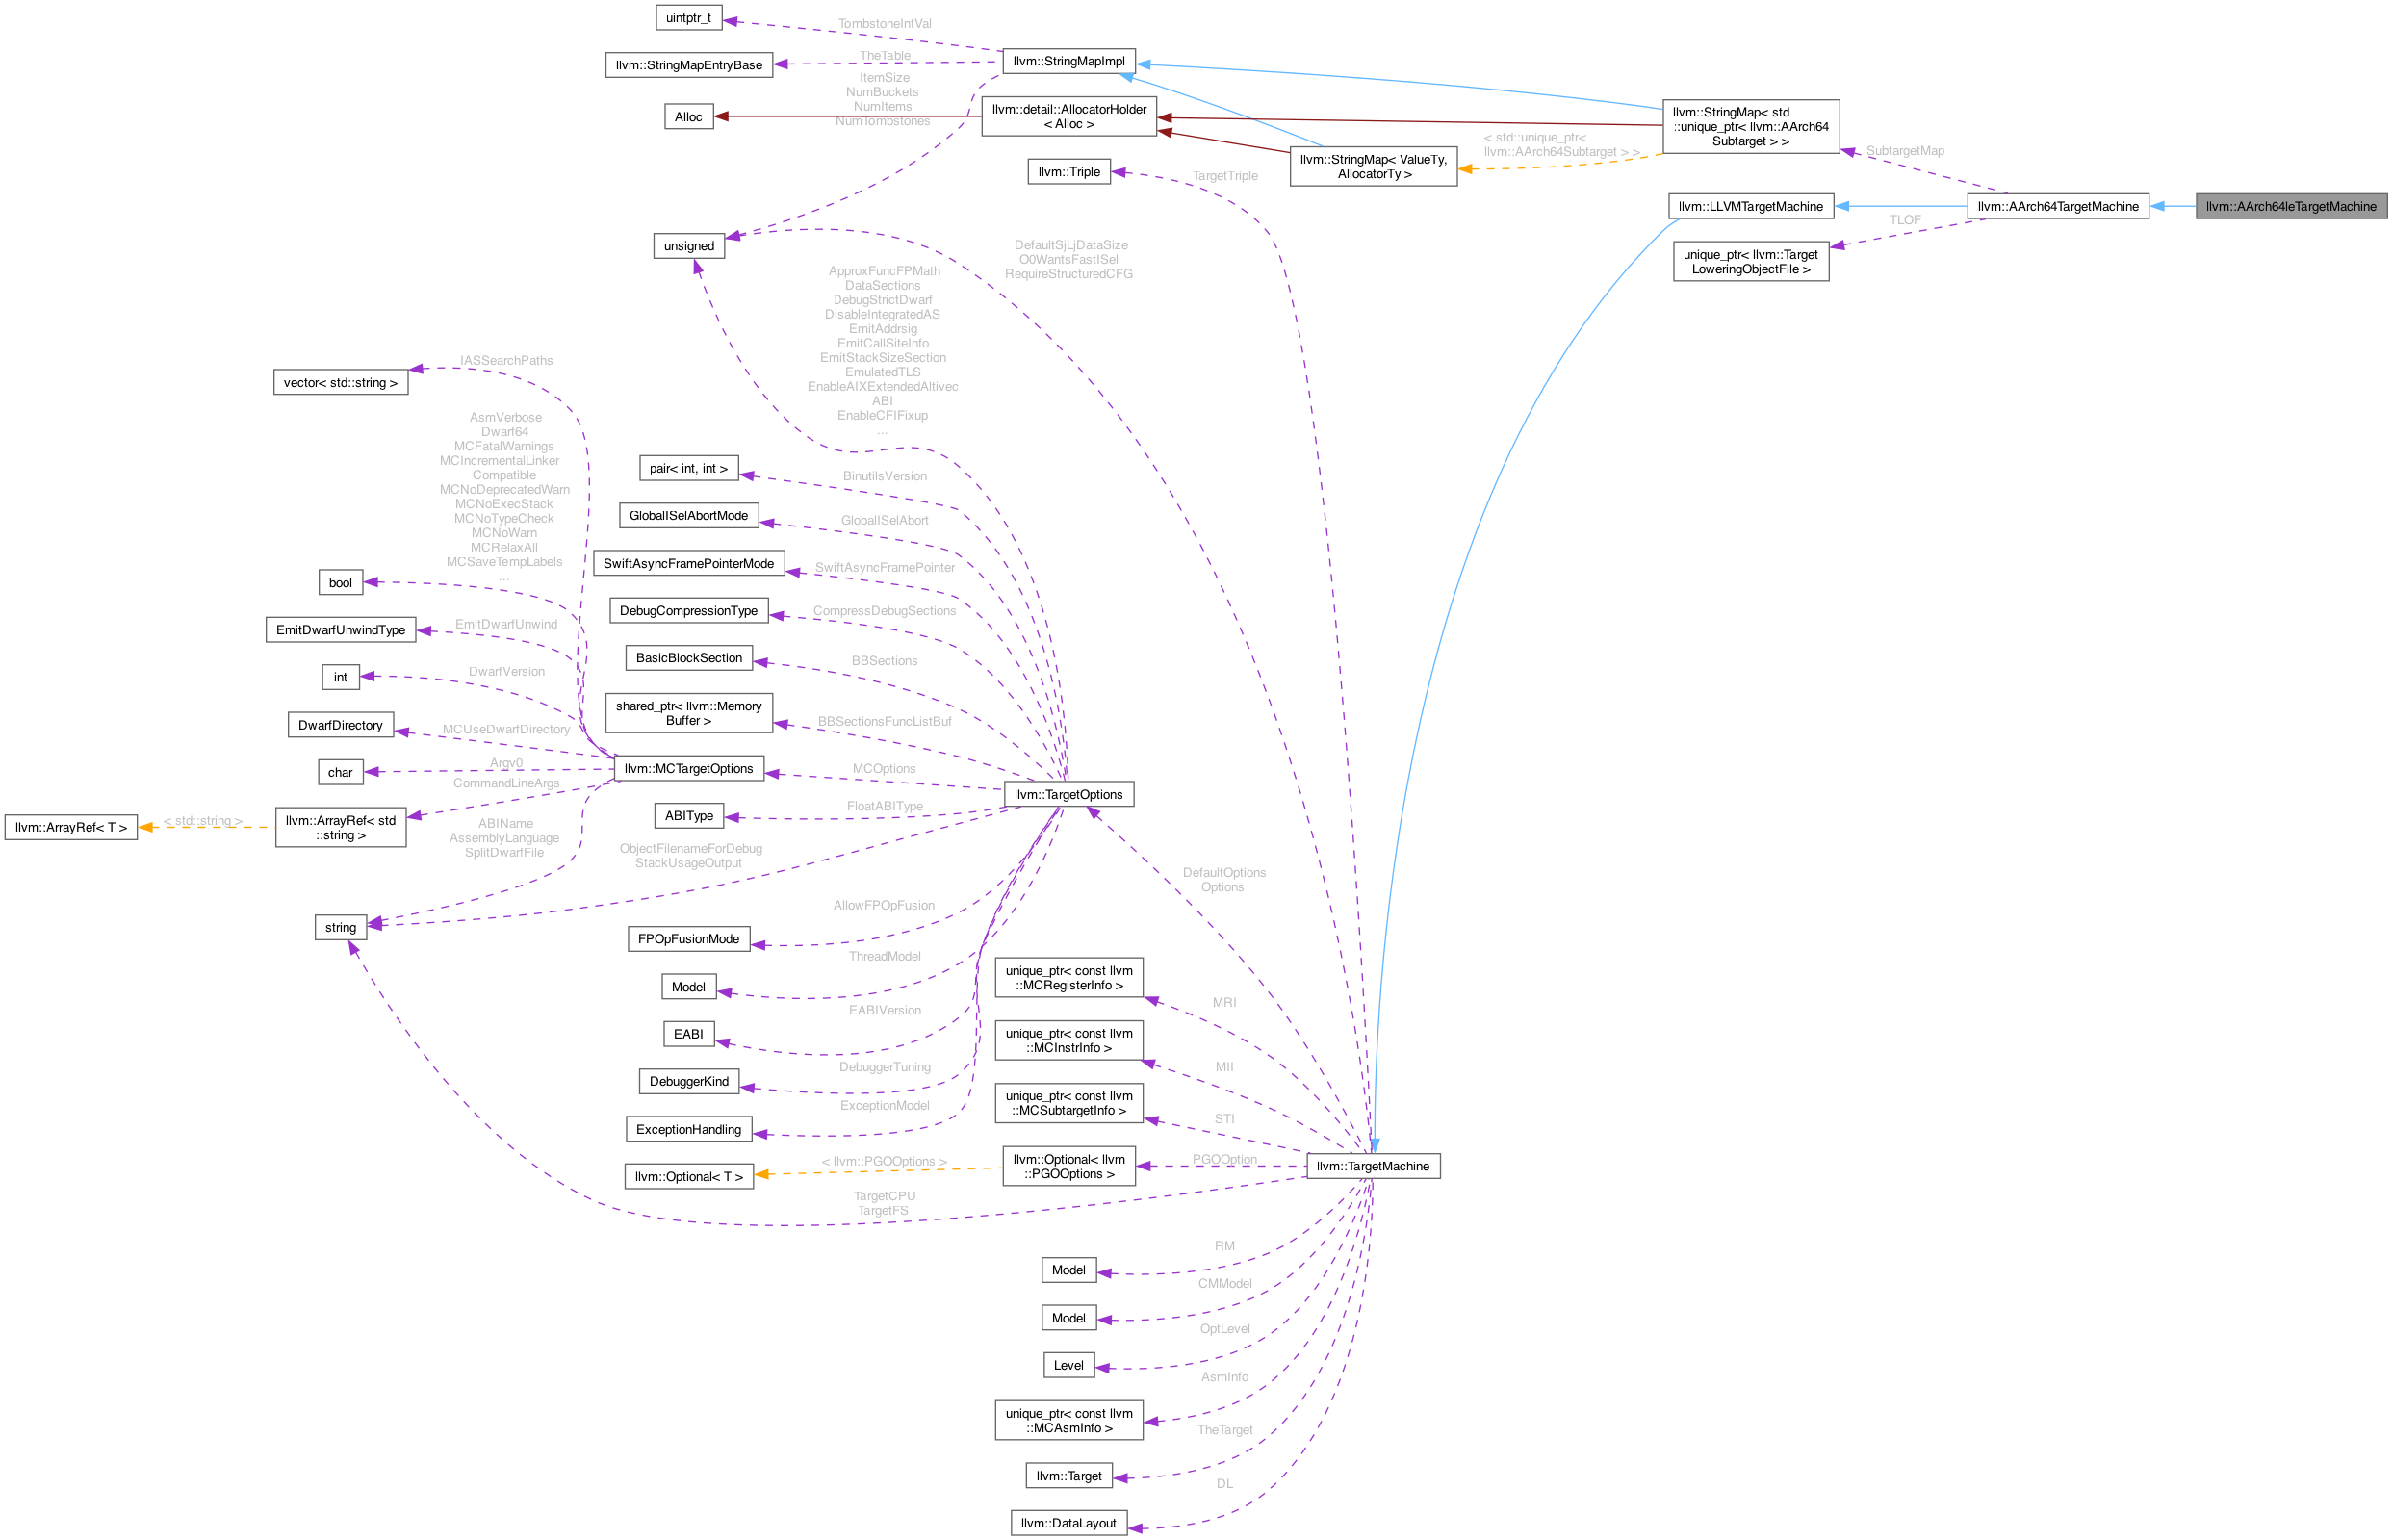 uintptr_t
TombstoneIntVal
llvm::StringMapEntryBase
TheTable
llvm::StringMapImpl
ItemSize
NumBuckets
NumItems
NumTombstones
Alloc
llvm::detail::AllocatorHolder
< Alloc >
llvm::StringMap< std
::unique_ptr< llvm::AArch64
Subtarget > >
< std::unique_ptr<
llvm::AArch64Subtarget > >
llvm::StringMap< ValueTy,
AllocatorTy >
SubtargetMap
llvm::Triple
TargetTriple
llvm::LLVMTargetMachine
llvm::AArch64TargetMachine
llvm::AArch64leTargetMachine
TLOF
unique_ptr< llvm::Target
LoweringObjectFile >
unsigned
DefaultSjLjDataSize
O0WantsFastISel
RequireStructuredCFG
ApproxFuncFPMath
DataSections
DebugStrictDwarf
DisableIntegratedAS
EmitAddrsig
EmitCallSiteInfo
EmitStackSizeSection
EmulatedTLS
EnableAIXExtendedAltivec
ABI
EnableCFIFixup
...
vector< std::string >
IASSearchPaths
AsmVerbose
Dwarf64
MCFatalWarnings
MCIncrementalLinker
Compatible
MCNoDeprecatedWarn
MCNoExecStack
MCNoTypeCheck
MCNoWarn
MCRelaxAll
MCSaveTempLabels
...
pair< int, int >
BinutilsVersion
GlobalISelAbortMode
GlobalISelAbort
SwiftAsyncFramePointerMode
SwiftAsyncFramePointer
bool
DebugCompressionType
CompressDebugSections
EmitDwarfUnwindType
EmitDwarfUnwind
BasicBlockSection
BBSections
int
DwarfVersion
shared_ptr< llvm::Memory
Buffer >
BBSectionsFuncListBuf
DwarfDirectory
MCUseDwarfDirectory
char
Argv0
llvm::MCTargetOptions
MCOptions
llvm::TargetOptions
CommandLineArgs
llvm::ArrayRef< T >
< std::string >
llvm::ArrayRef< std
::string >
ABIName
AssemblyLanguage
SplitDwarfFile
ABIType
FloatABIType
ObjectFilenameForDebug
StackUsageOutput
DefaultOptions
Options
string
FPOpFusionMode
AllowFPOpFusion
Model
ThreadModel
EABI
EABIVersion
DebuggerKind
DebuggerTuning
ExceptionHandling
ExceptionModel
unique_ptr< const llvm
::MCRegisterInfo >
MRI
unique_ptr< const llvm
::MCInstrInfo >
MII
unique_ptr< const llvm
::MCSubtargetInfo >
STI
llvm::Optional< T >
< llvm::PGOOptions >
llvm::Optional< llvm
::PGOOptions >
PGOOption
llvm::TargetMachine
TargetCPU
TargetFS
Model
RM
Model
CMModel
Level
OptLevel
unique_ptr< const llvm
::MCAsmInfo >
AsmInfo
llvm::Target
TheTarget
llvm::DataLayout
DL